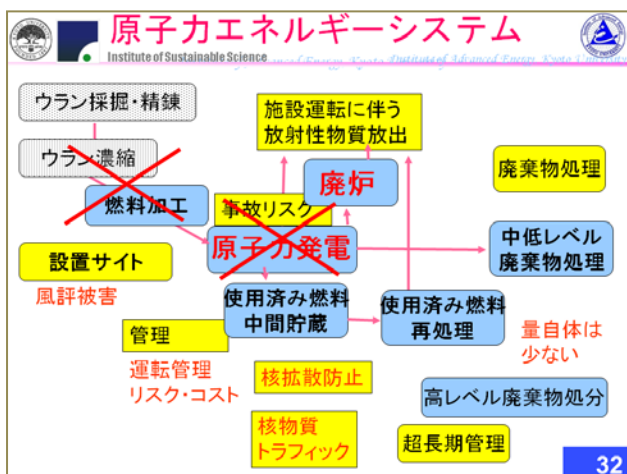 原子力エネルギーシステム
Institute of Sustainable Science
Institute of Advanced Energy, Kyoto University
ウラン採掘・精錬
ウラン濃縮
燃料加工
設置サイト
風評被害
施設運転に伴う
放射性物質放出
廃炉
事故リスク
原子力発電
使用済み燃料
中間貯蔵
使用済み燃料
再処理
廃棄物処理
中低レベル
廃棄物処理
量自体は
少ない
管理
運転管理
リスク・コスト
核拡散防止
核物質
トラフィック
高レベル廃棄物処分
超長期管理
32